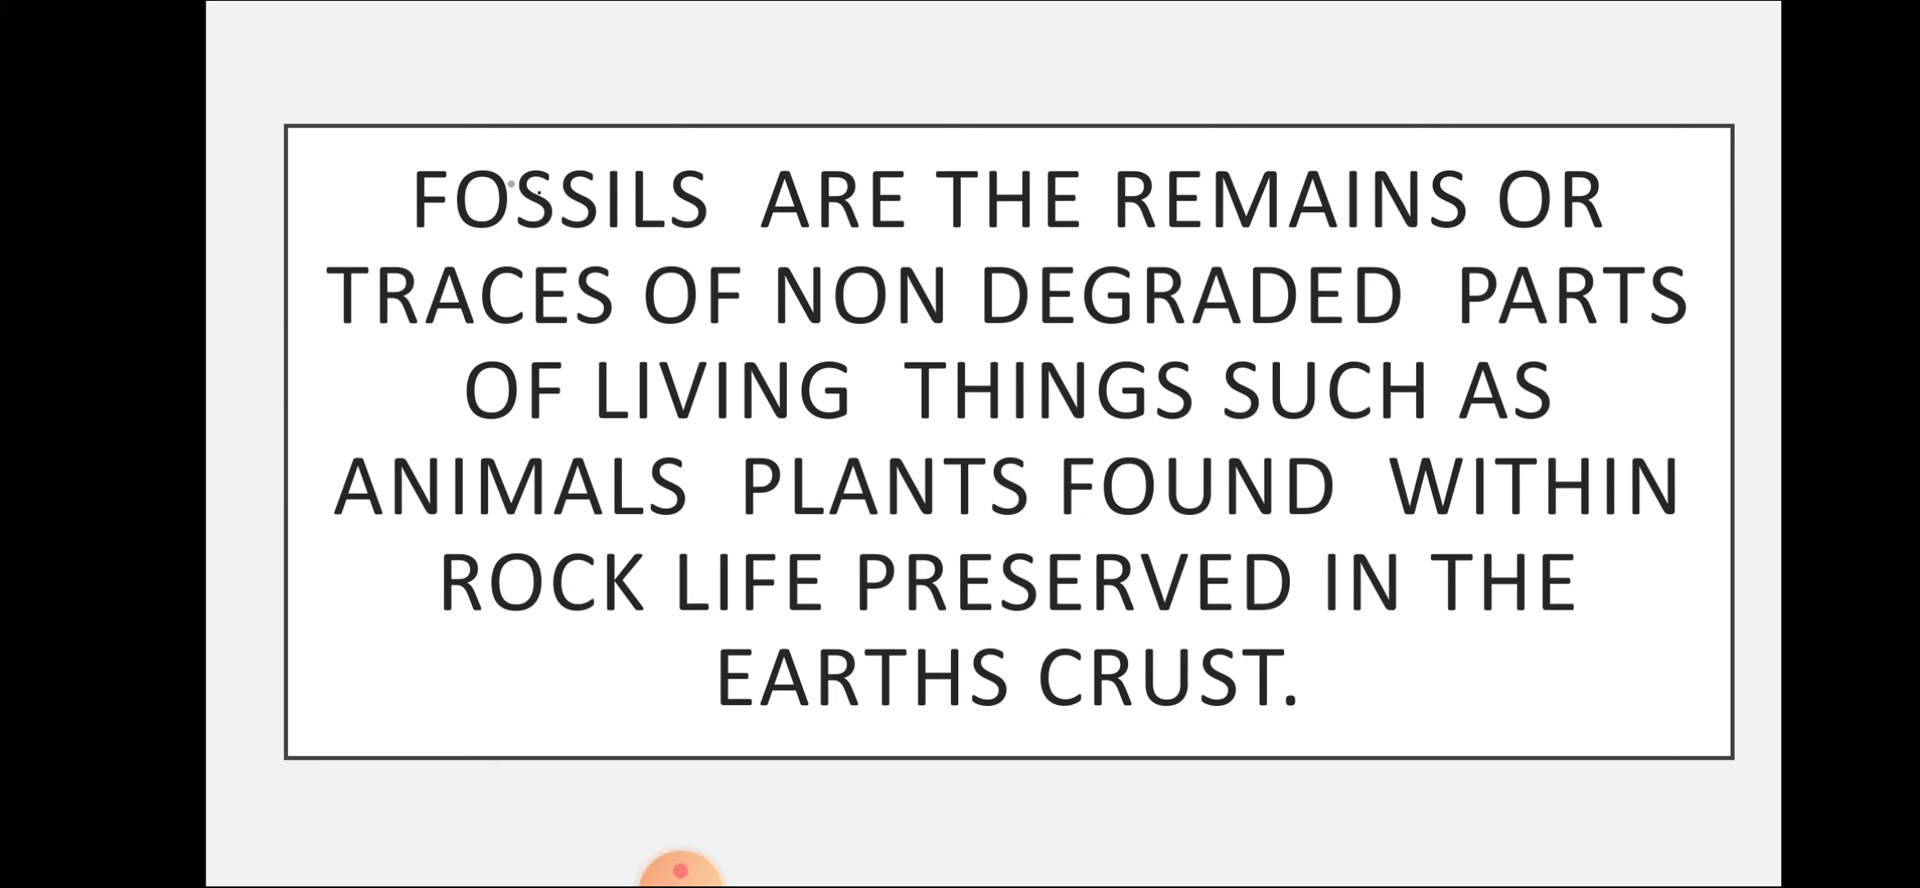 FOSSILS  ARE THE REMAINS OR
TRACES OF NON DEGRADED  PARTS
OF LIVING  THINGS SUCH AS
ANIMALS  PLANTS FOUND  WITHIN
ROCK LIFE PRESERVED IN THE
EARTHS CRUST.